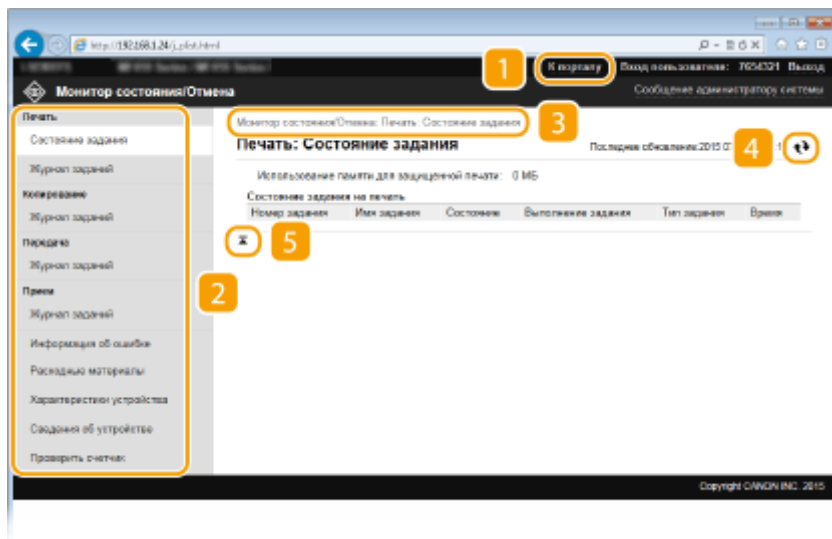 http://192.168.1.24/j_plist.html
1
К порталу
Вход пользователя: 7654321 Выход
Монитор состояния/Отмена
Сообщение администратору системы
Печать
Состояние задания
Журнал заданий
Копирование
Журнал заданий
Передача
Журнал заданий
Прием
Журнал заданий
Информация об ошибке
Расходные материалы
Характеристики устройства
Сведения об устройстве
Проверить счетчик
2
Монитор состояния/Отмена: Печать: Состояние задания
3
Печать: Состояние задания
Последнее обновление:2015
4
Использование памяти для защищенной печати: 0 МБ
Состояние задания на печать
Номер задания Имя задания Состояние Выполнение задания Тип задания Время
5
Copyright CANON INC. 2015